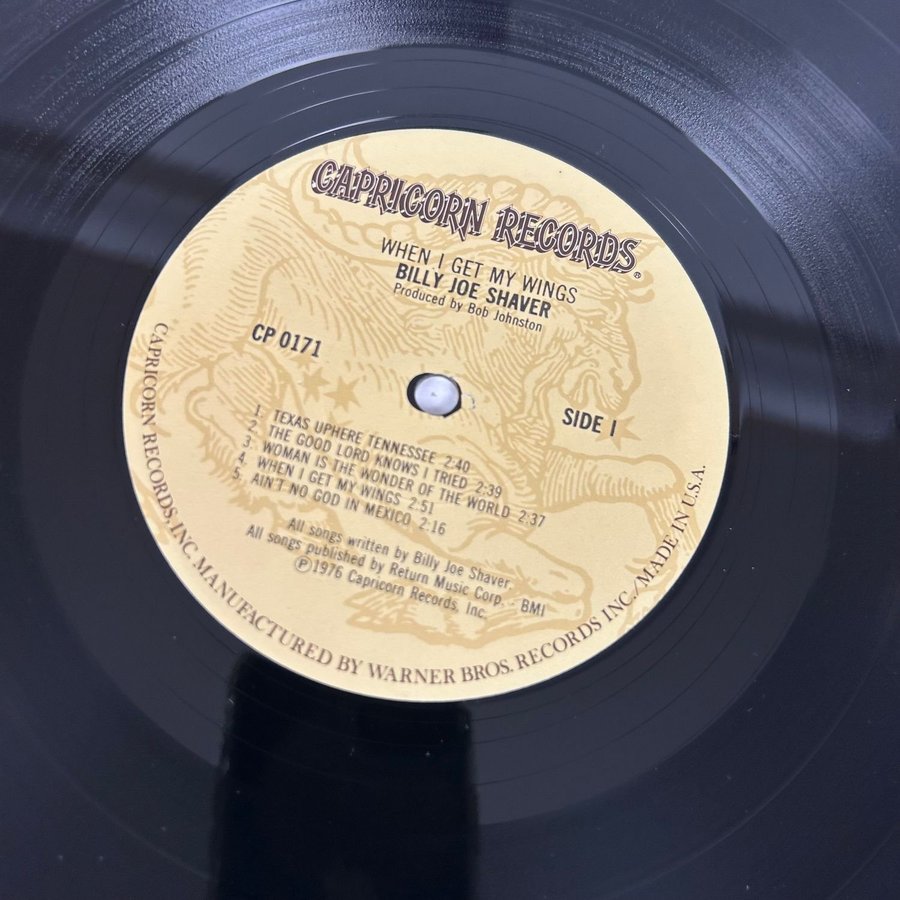 CAPRICORN RECORDS®
WHEN I GET MY WINGS
BILLY JOE SHAVER
Produced by Bob Johnston
CP 0171
SIDE 1
1. TEXAS UPHERE TENNESSEE 2:40
2. THE GOOD LORD KNOWS I TRIED 2:39
3. WOMAN IS THE WONDER OF THE WORLD 2:37
4. WHEN I GET MY WINGS 2:51
5. AIN'T NO GOD IN MEXICO 2:16
All songs written by Billy Joe Shaver
All songs published by Return Music Corp. - BMI
℗1976 Capricorn Records, Inc.
CAPRICORN RECORDS, INC. MANUFACTURED BY WARNER BROS. RECORDS INC./MADE IN U.S.A.